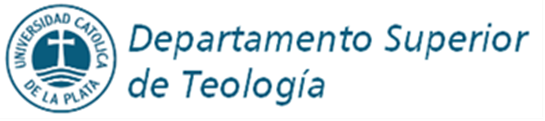 UNIVERSIDAD CATOLICA
DE LA PLATA
Departamento Superior
de Teología